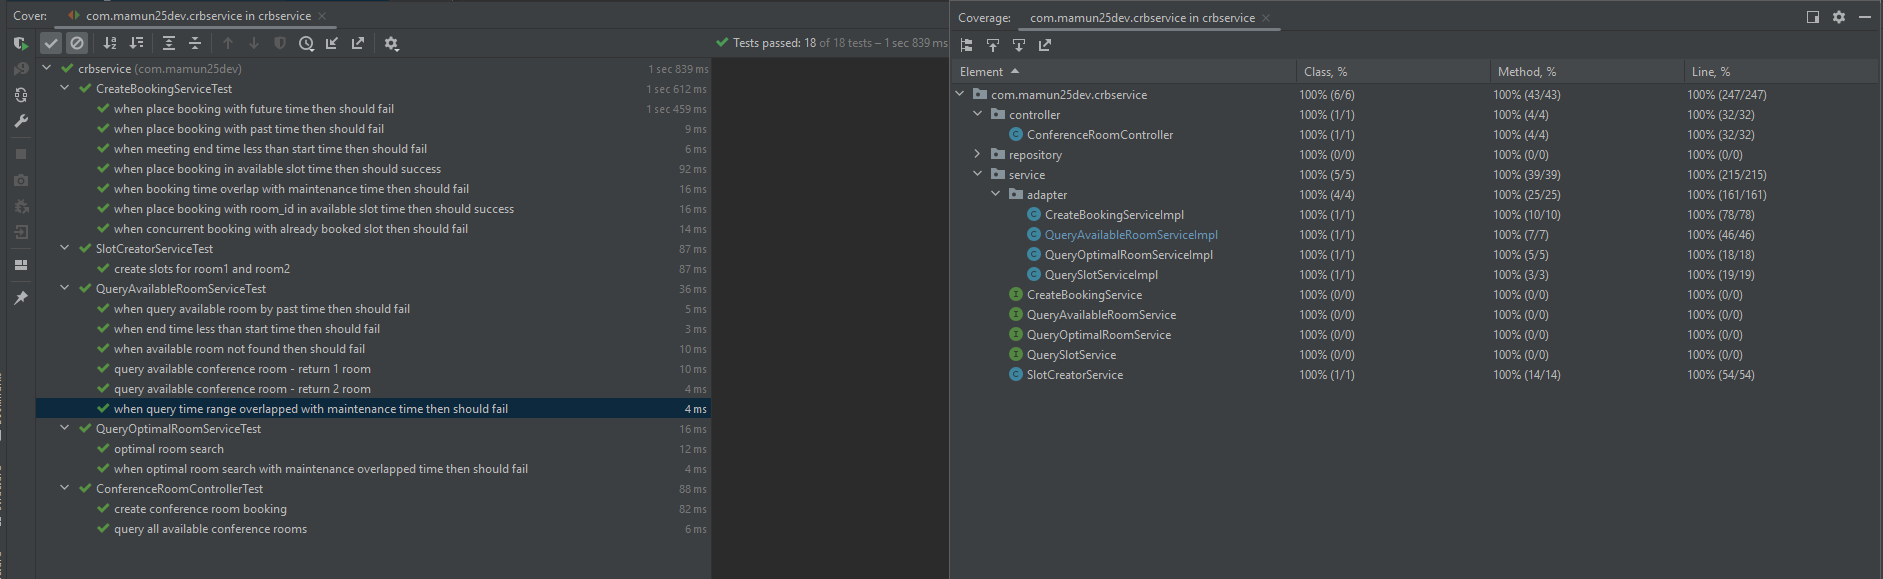 Cover: com.mamun25dev.crbservice in crbservice
Tests passed: 18 of 18 tests – 1 sec 839 ms
crbservice (com.mamun25dev) 1 sec 839 ms
CreateBookingServiceTest 1 sec 612 ms
when place booking with future time then should fail 1 sec 459 ms
when place booking with past time then should fail 9 ms
when meeting end time less than start time then should fail 6 ms
when place booking in available slot time then should success 92 ms
when booking time overlap with maintenance time then should fail 16 ms
when place booking with room_id in available slot time then should success 16 ms
when concurrent booking with already booked slot then should fail 14 ms
SlotCreatorServiceTest 87 ms
create slots for room1 and room2 87 ms
QueryAvailableRoomServiceTest 36 ms
when query available room by past time then should fail 5 ms
when end time less than start time then should fail 3 ms
when available room not found then should fail 10 ms
query available conference room - return 1 room 10 ms
query available conference room - return 2 room 4 ms
when query time range overlapped with maintenance time then should fail 4 ms
QueryOptimalRoomServiceTest 16 ms
optimal room search 12 ms
when optimal room search with maintenance overlapped time then should fail 4 ms
ConferenceRoomControllerTest 88 ms
create conference room booking 82 ms
query all available conference rooms 6 ms
Coverage: com.mamun25dev.crbservice in crbservice
Element Class, % Method, % Line, %
com.mamun25dev.crbservice 100% (6/6) 100% (43/43) 100% (247/247)
controller 100% (1/1) 100% (4/4) 100% (32/32)
ConferenceRoomController 100% (1/1) 100% (4/4) 100% (32/32)
repository 100% (0/0) 100% (0/0) 100% (0/0)
service 100% (5/5) 100% (39/39) 100% (215/215)
adapter 100% (4/4) 100% (25/25) 100% (161/161)
CreateBookingServiceImpl 100% (1/1) 100% (10/10) 100% (78/78)
QueryAvailableRoomServiceImpl 100% (1/1) 100% (7/7) 100% (46/46)
QueryOptimalRoomServiceImpl 100% (1/1) 100% (5/5) 100% (18/18)
QuerySlotServiceImpl 100% (1/1) 100% (3/3) 100% (19/19)
CreateBookingService 100% (0/0) 100% (0/0) 100% (0/0)
QueryAvailableRoomService 100% (0/0) 100% (0/0) 100% (0/0)
QueryOptimalRoomService 100% (0/0) 100% (0/0) 100% (0/0)
QuerySlotService 100% (0/0) 100% (0/0) 100% (0/0)
SlotCreatorService 100% (1/1) 100% (14/14) 100% (54/54)